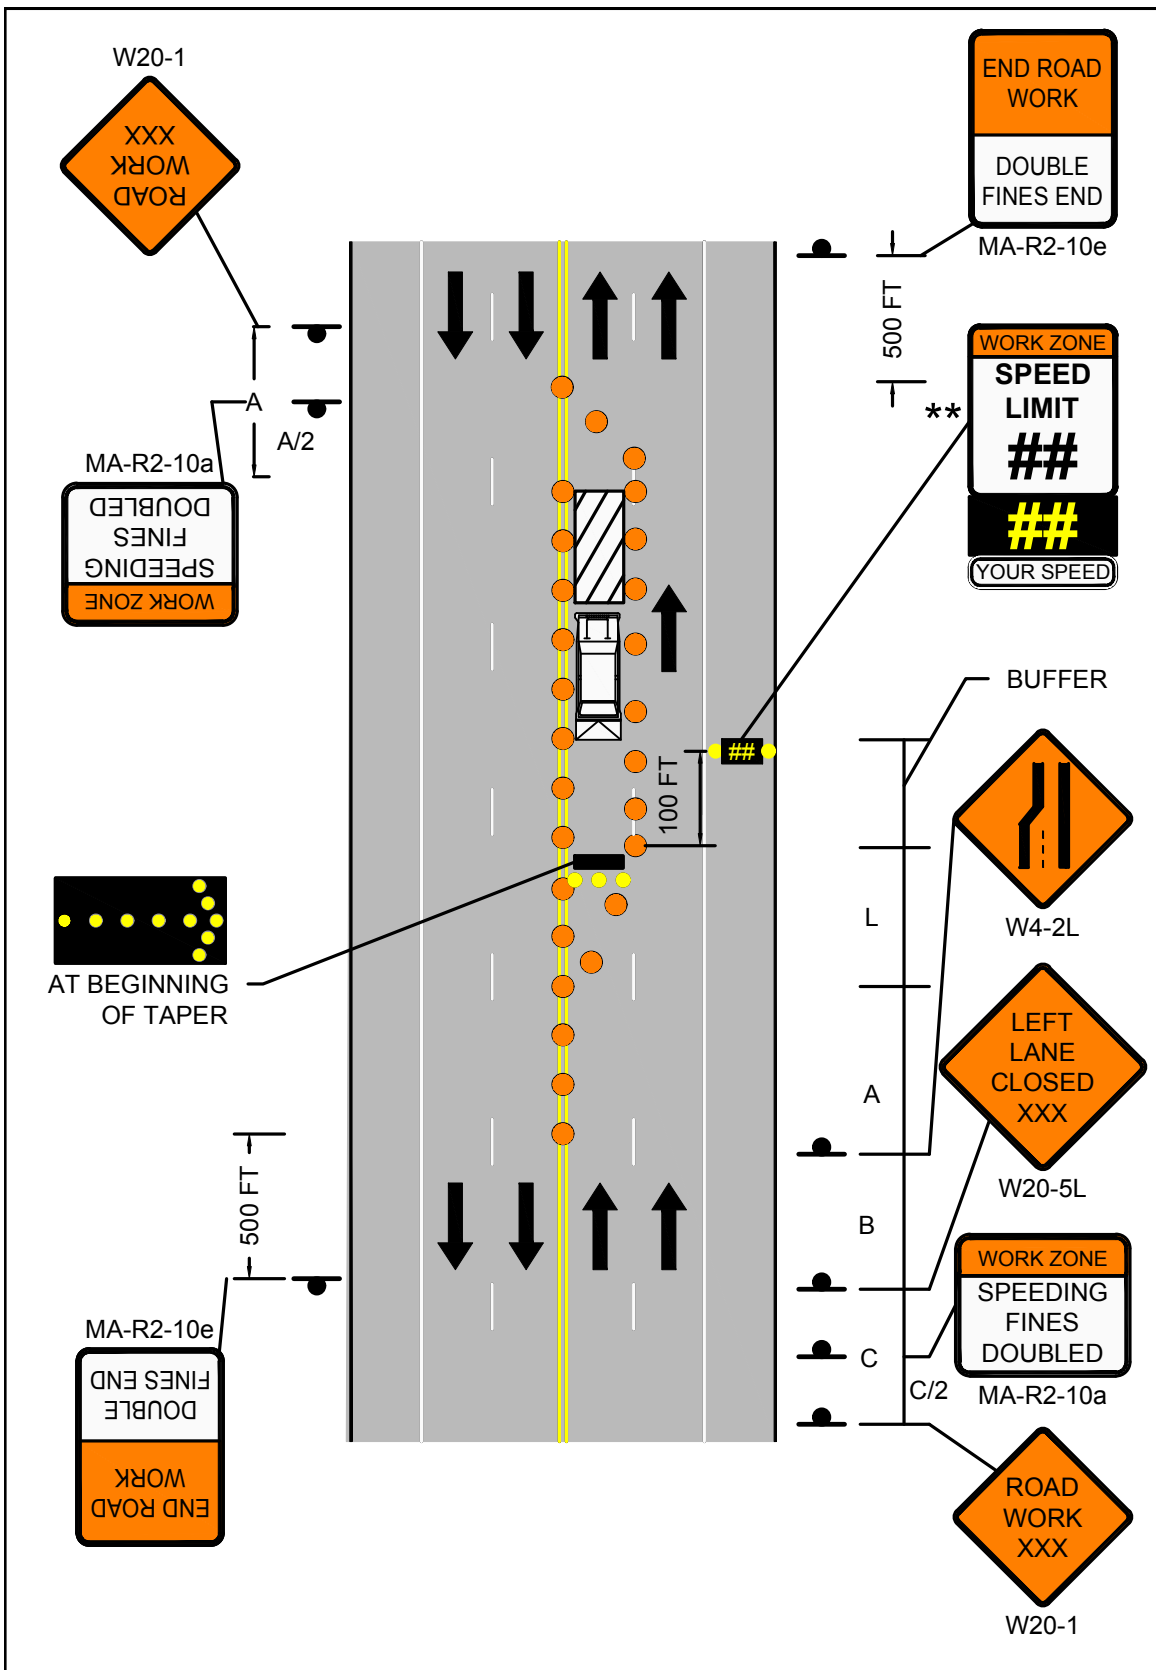 W20-1
ROAD
WORK
XXX
A
A/2
MA-R2-10a
WORK ZONE
SPEEDING
FINES
DOUBLED
AT BEGINNING
OF TAPER
500 FT
MA-R2-10e
END ROAD
WORK
DOUBLE
FINES END
END ROAD
WORK
DOUBLE
FINES END
MA-R2-10e
500 FT
**
WORK ZONE
SPEED
LIMIT
##
##
YOUR SPEED
##
100 FT
BUFFER
L
A
B
C
C/2
W4-2L
LEFT
LANE
CLOSED
XXX
W20-5L
WORK ZONE
SPEEDING
FINES
DOUBLED
MA-R2-10a
ROAD
WORK
XXX
W20-1